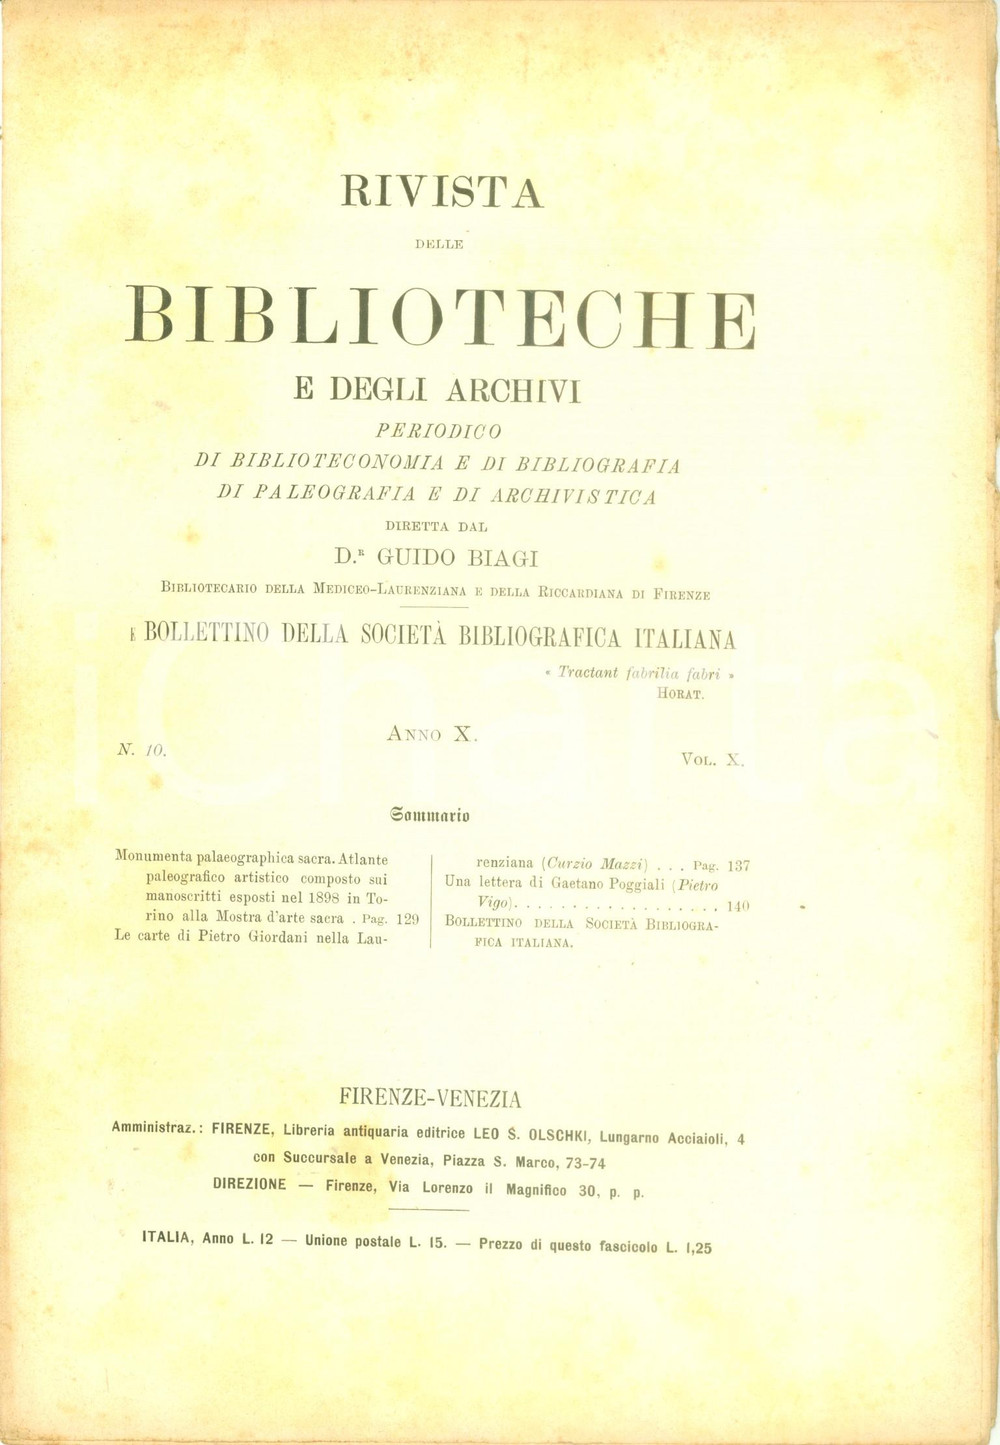 RIVISTA
DELLE
BIBLIOTECHE
E DEGLI ARCHIVI
PERIODICO
DI BIBLIOTECONOMIA E DI BIBLIOGRAFIA
DI PALEOGRAFIA E DI ARCHIVISTICA
DIRETTA DAL
D.R GUIDO BIAGI
BIBLIOTECARIO DELLA MEDICEO-LAURENZIANA E DELLA RICCARDIANA DI FIRENZE
E BOLLETTINO DELLA SOCIETÀ BIBLIOGRAFICA ITALIANA
« Tractant fabrilia fabri »
HORAT.
ANNO X.
N. 10.
VOL. X.
Sommario
Monumenta palaeographica sacra. Atlante
paleografico artistico composto sui
manoscritti esposti nel 1898 in To-
rino alla Mostra d'arte sacra . Pag. 129
Le carte di Pietro Giordani nella Lau-
renziana (Curzio Mazzi) . . . Pag. 137
Una lettera di Gaetano Poggiali (Pietro
Vigo). . . . . . . . . . . . . . . . . . 140
BOLLETTINO DELLA SOCIETÀ BIBLIOGRA-
FICA ITALIANA.
FIRENZE-VENEZIA
Amministraz.: FIRENZE, Libreria antiquaria editrice LEO S. OLSCHKI, Lungarno Acciaioli, 4
con Succursale a Venezia, Piazza S. Marco, 73-74
DIREZIONE — Firenze, Via Lorenzo il Magnifico 30, p. p.
ITALIA, Anno L. 12 — Unione postale L. 15. — Prezzo di questo fascicolo L. 1,25